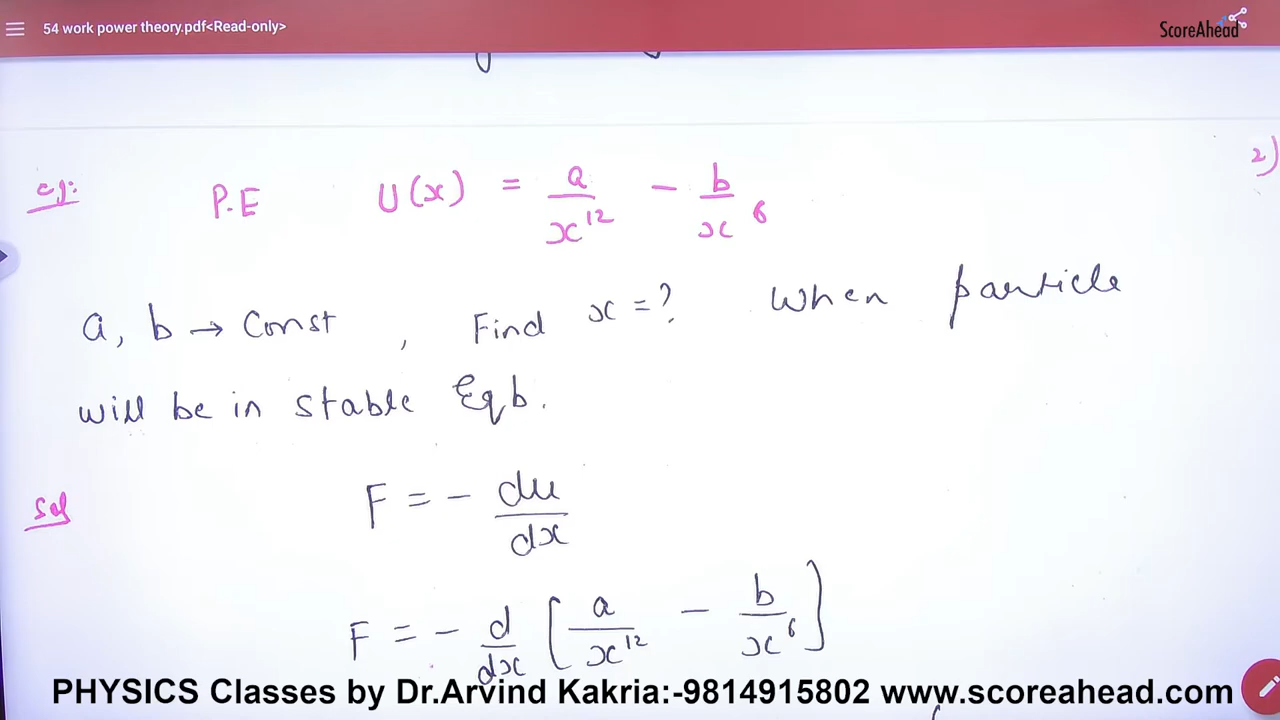 54 work power theory.pdf<Read-only>
ScoreAhead
2)
eg: P.E U(x) = a/x^12 - b/x^6
a, b → Const , Find x = ? When particle
will be in stable Eqb.
Sol F = - du/dx
F = - d/dx [a/x^12 - b/x^6]
PHYSICS Classes by Dr.Arvind Kakria:-9814915802 www.scoreahead.com